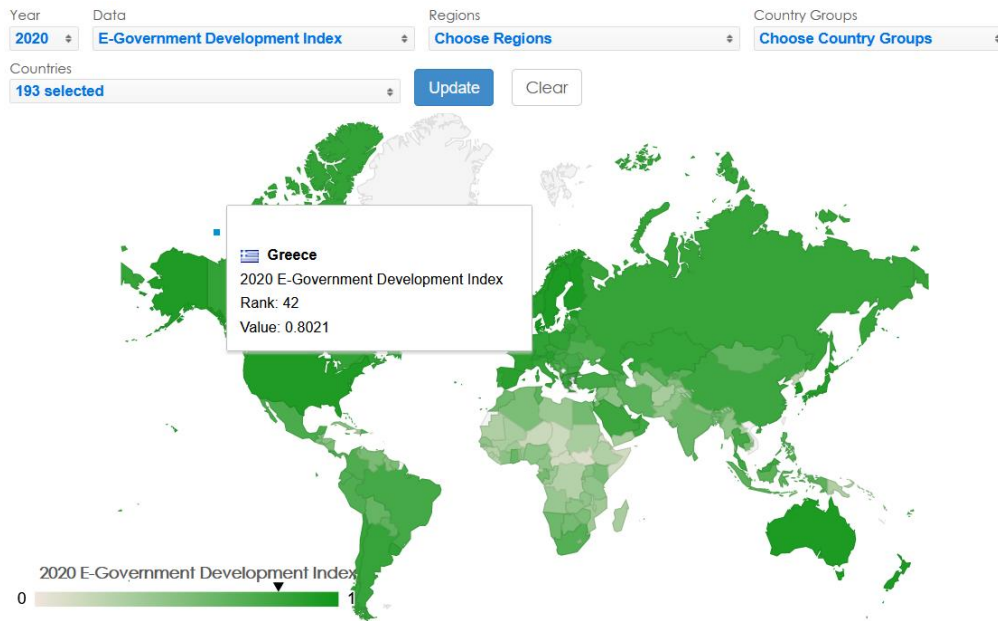 Year
Data
Regions
Country Groups
2020
E-Government Development Index
Choose Regions
Choose Country Groups
Countries
193 selected
Update
Clear
Greece
2020 E-Government Development Index
Rank: 42
Value: 0.8021
2020 E-Government Development Index
0
1